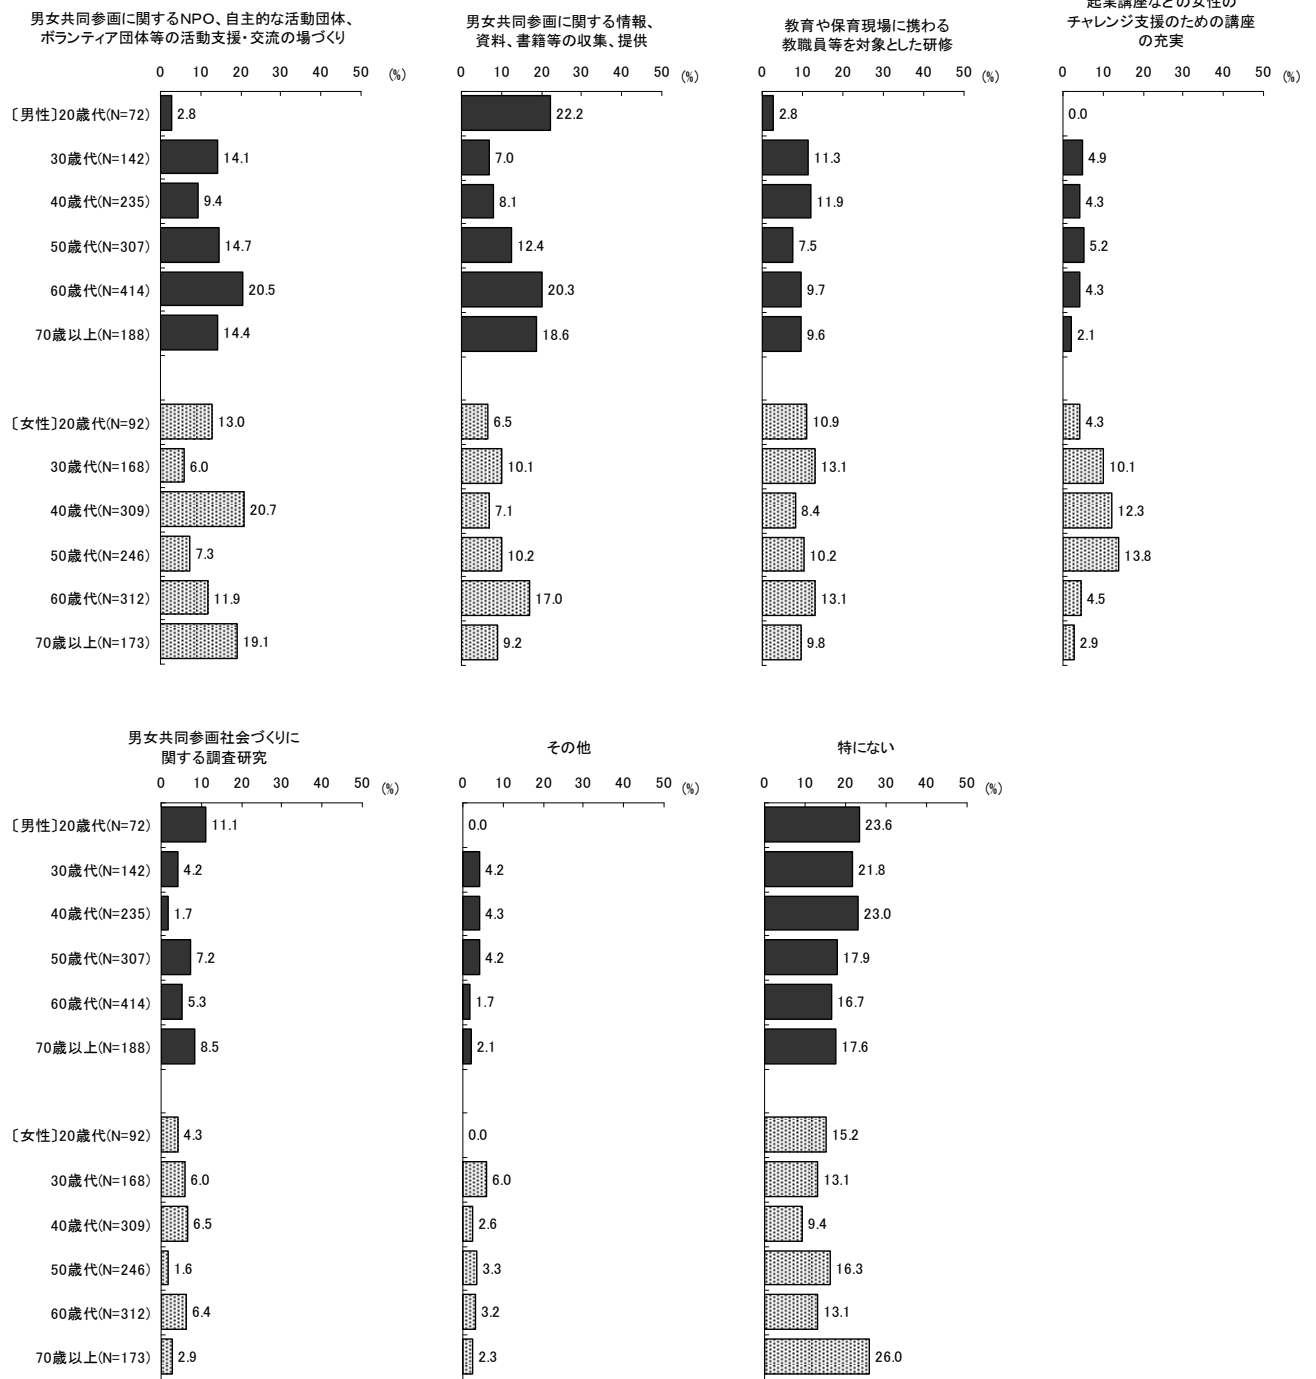 男女共同参画に関するNPO、自主的な活動団体、
ボランティア団体等の活動支援・交流の場づくり
男女共同参画に関する情報、
資料、書籍等の収集、提供
教育や保育現場に携わる
教職員等を対象とした研修
起業講座などの女性の
チャレンジ支援のための講座
の充実
0 10 20 30 40 50 (%) 0 10 20 30 40 50 (%) 0 10 20 30 40 50 (%) 0 10 20 30 40 50 (%)
〔男性〕20歳代(N=72) 2.8 22.2 2.8 0.0
30歳代(N=142) 14.1 7.0 11.3 4.9
40歳代(N=235) 9.4 8.1 11.9 4.3
50歳代(N=307) 14.7 12.4 7.5 5.2
60歳代(N=414) 20.5 20.3 9.7 4.3
70歳以上(N=188) 14.4 18.6 9.6 2.1
〔女性〕20歳代(N=92) 13.0 6.5 10.9 4.3
30歳代(N=168) 6.0 10.1 13.1 10.1
40歳代(N=309) 20.7 7.1 8.4 12.3
50歳代(N=246) 7.3 10.2 10.2 13.8
60歳代(N=312) 11.9 17.0 13.1 4.5
70歳以上(N=173) 19.1 9.2 9.8 2.9
男女共同参画社会づくりに
関する調査研究
その他
特にない
0 10 20 30 40 50 (%) 0 10 20 30 40 50 (%) 0 10 20 30 40 50 (%)
〔男性〕20歳代(N=72) 11.1 0.0 23.6
30歳代(N=142) 4.2 4.2 21.8
40歳代(N=235) 1.7 4.3 23.0
50歳代(N=307) 7.2 4.2 17.9
60歳代(N=414) 5.3 1.7 16.7
70歳以上(N=188) 8.5 2.1 17.6
〔女性〕20歳代(N=92) 4.3 0.0 15.2
30歳代(N=168) 6.0 6.0 13.1
40歳代(N=309) 6.5 2.6 9.4
50歳代(N=246) 1.6 3.3 16.3
60歳代(N=312) 6.4 3.2 13.1
70歳以上(N=173) 2.9 2.3 26.0